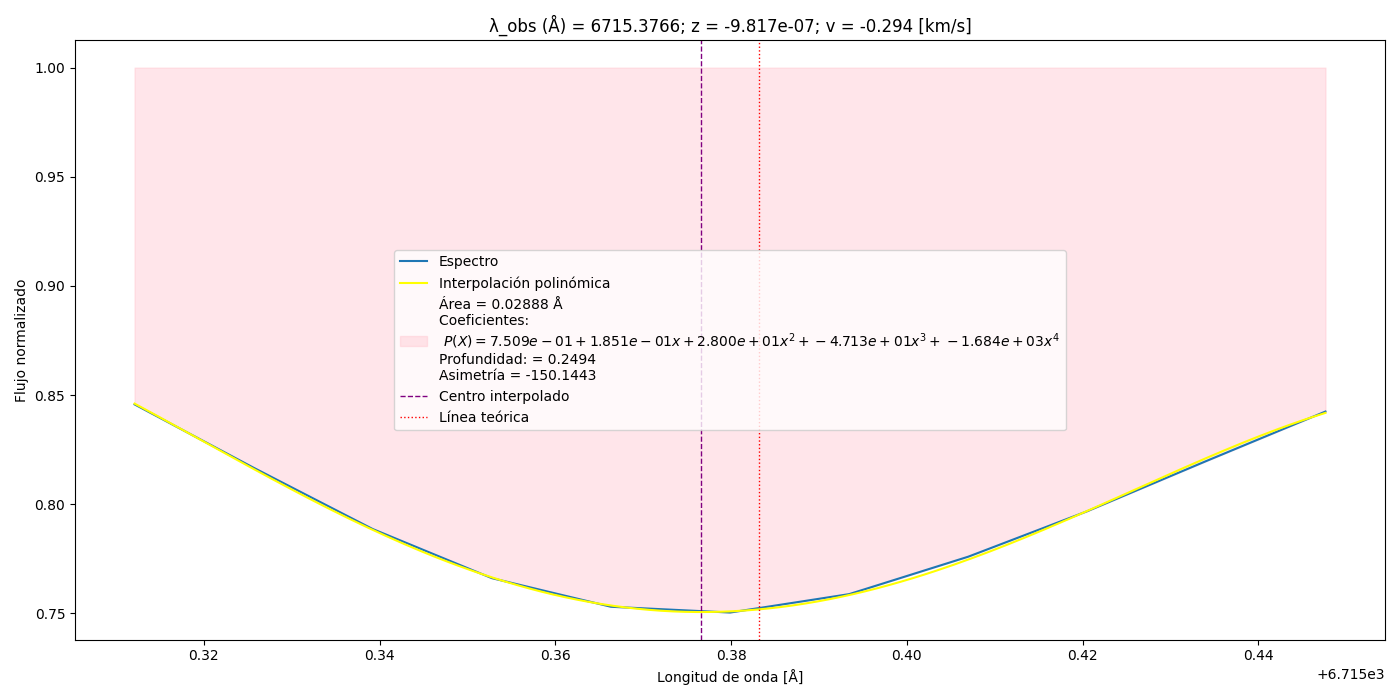 λ_obs (Å) = 6715.3766; z = -9.817e-07; v = -0.294 [km/s]
Flujo normalizado
1.00
0.95
0.90
0.85
0.80
0.75
Espectro
Interpolación polinómica
Área = 0.02888 Å
Coeficientes:
P(X) = 7.509e − 01 + 1.851e − 01x + 2.800e + 01x² + − 4.713e + 01x³ + − 1.684e + 03x⁴
Profundidad: = 0.2494
Asimetría = -150.1443
Centro interpolado
Línea teórica
0.32 0.34 0.36 0.38 0.40 0.42 0.44
+6.715e3
Longitud de onda [Å]